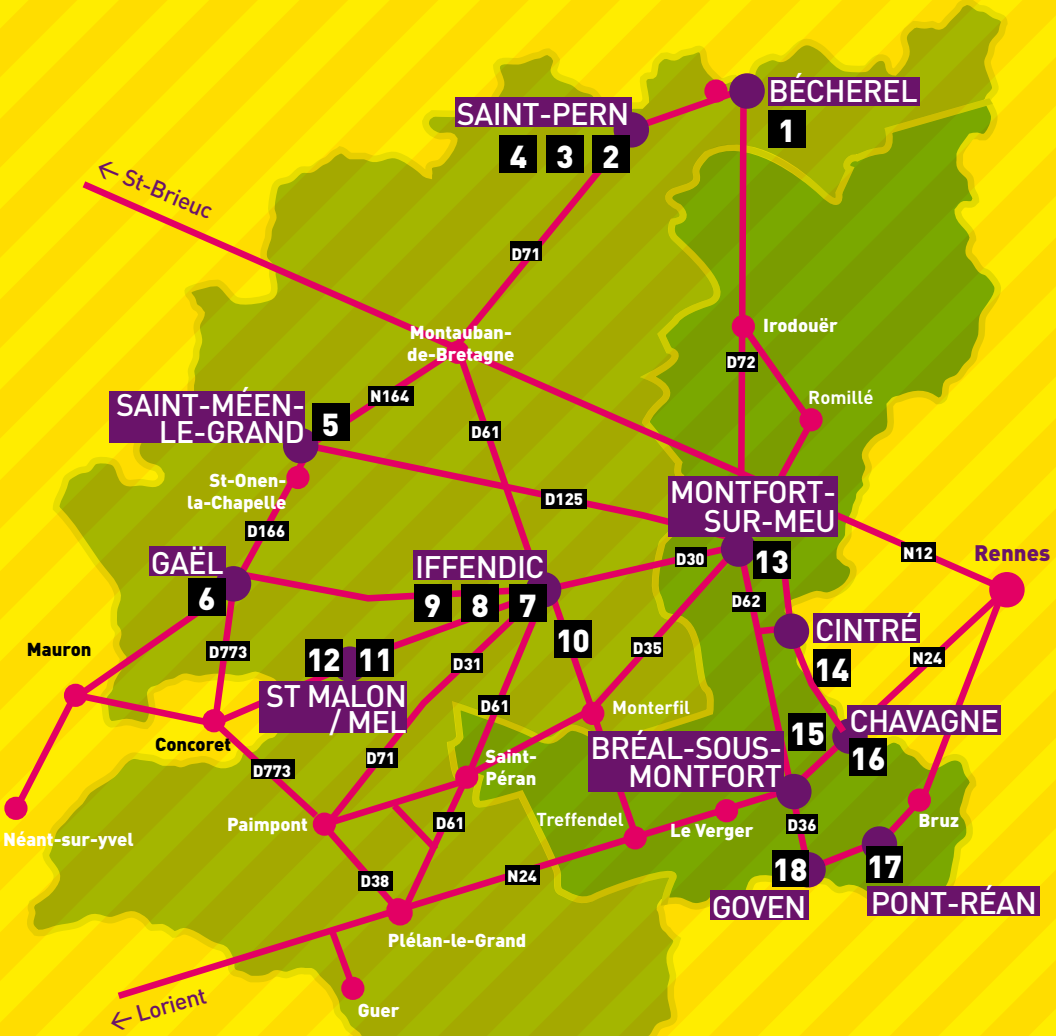 BÉCHEREL
1
SAINT-PERN
4 3 2
← St-Brieuc
D71
Irodouër
Montauban-
de-Bretagne
D72
N164
Romillé
SAINT-MÉEN-
LE-GRAND
5
D61
St-Onen-
la-Chapelle
D125
MONTFORT-
SUR-MEU
D166
13
N12
Rennes
GAËL
6
IFFENDIC
9 8 7
D30
D62
10
CINTRÉ
14
D35
N24
Mauron
D773
12 11
ST MALON
/ MEL
D31
D61
Monterfil
15
CHAVAGNE
16
Concoret
D773
D71
Saint-
Péran
BRÉAL-SOUS-
MONTFORT
Néant-sur-yvel
Paimpont
D61
Treffendel
Le Verger
D36
Bruz
D38
N24
18
GOVEN
17
PONT-RÉAN
Plélan-le-Grand
← Lorient
Guer